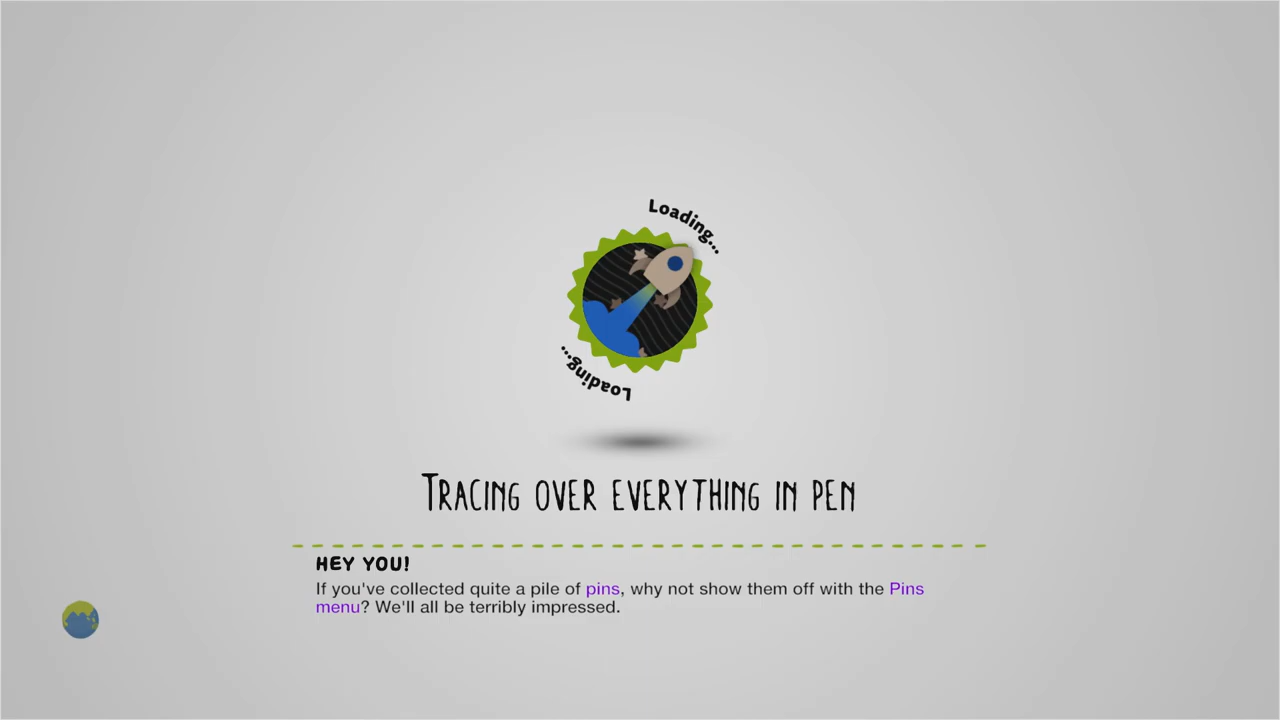 Loading...
Loading...
Tracing over everything in pen
HEY YOU!
If you've collected quite a pile of pins, why not show them off with the Pins
menu? We'll all be terribly impressed.